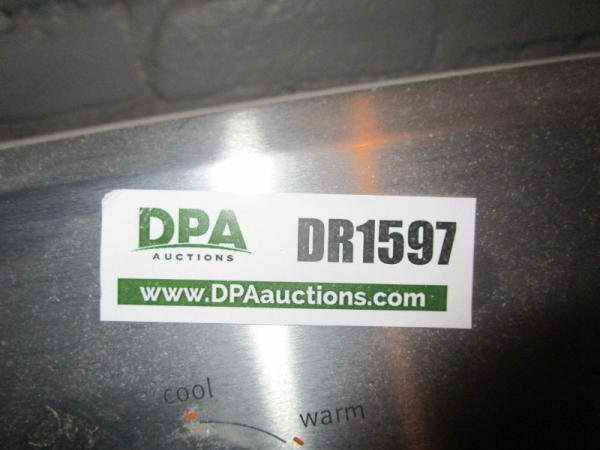 DPA
AUCTIONS
DR1597
www.DPAauctions.com
cool
warm